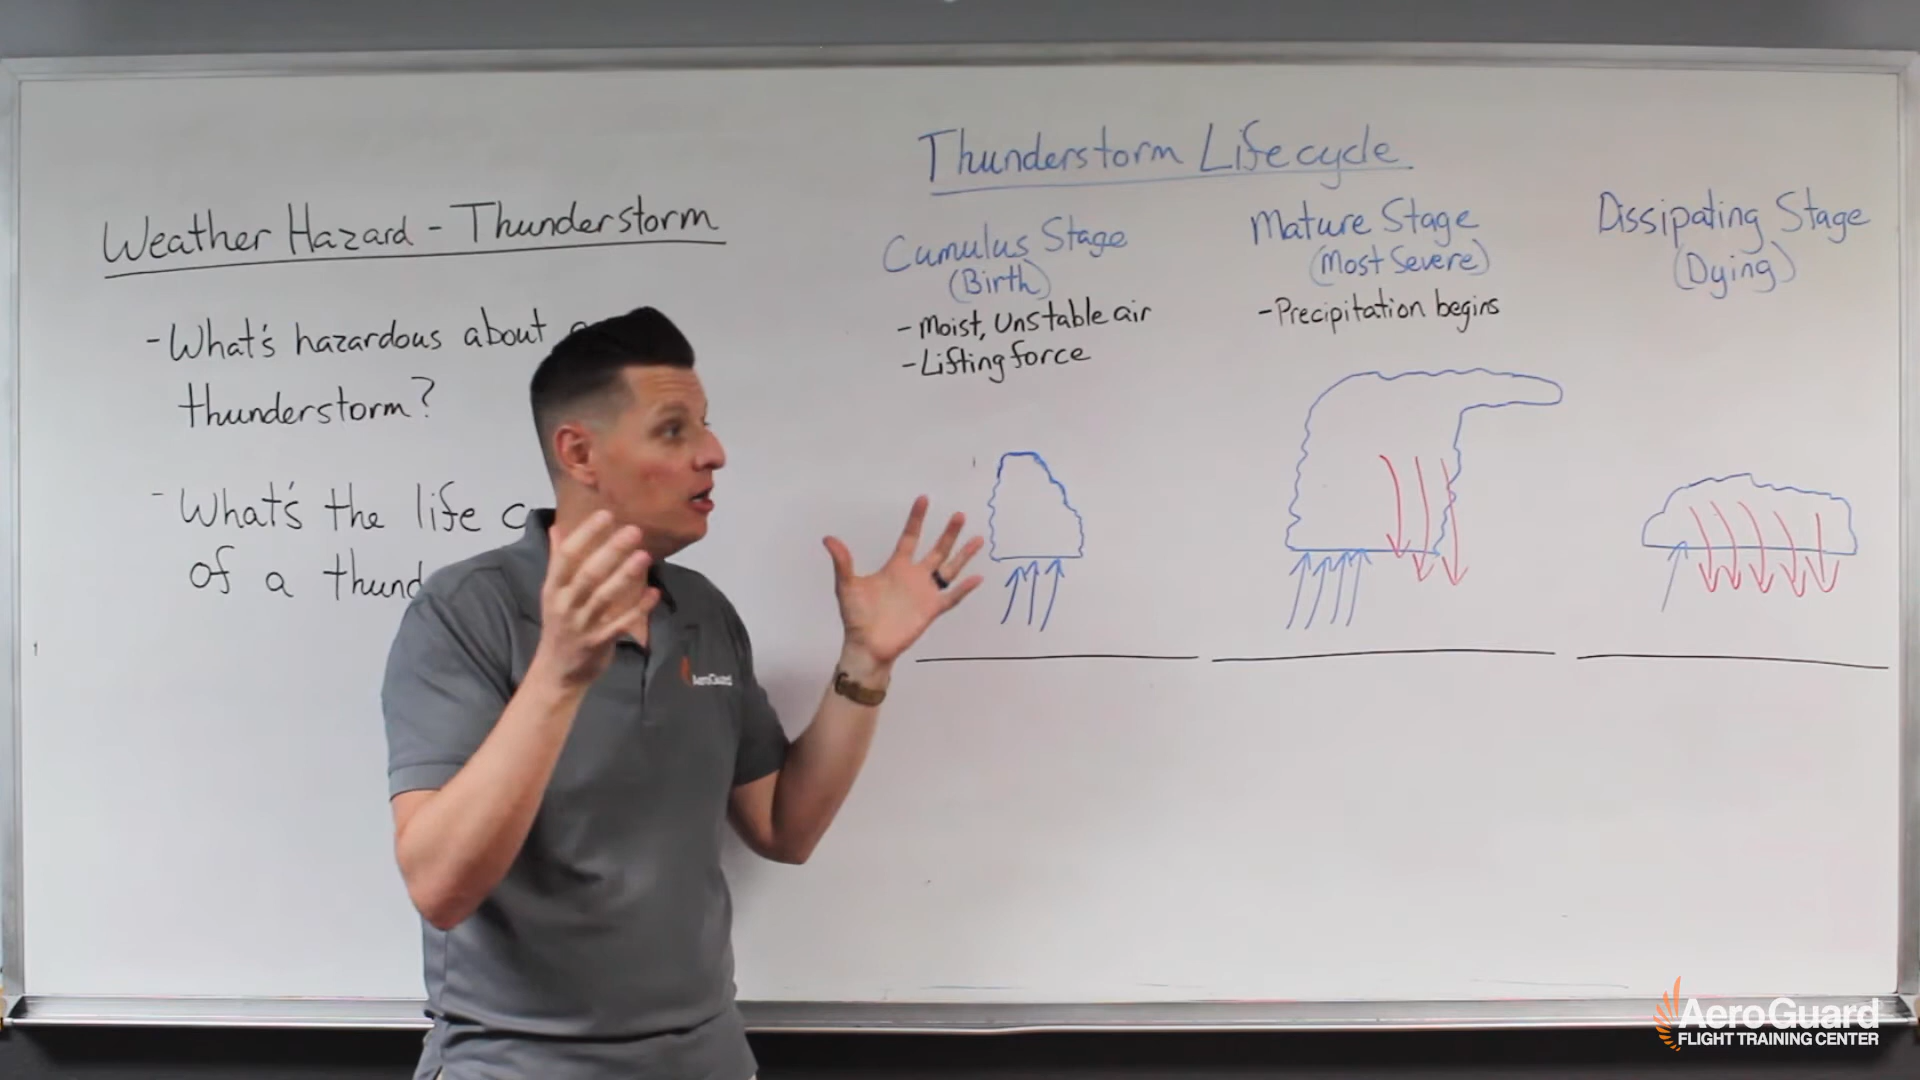 Weather Hazard - Thunderstorm
- What's hazardous about
thunderstorm?
- What's the life
of a
Thunderstorm Lifecycle
Cumulus Stage
(Birth)
- Moist, Unstable air
- Lifting force
Mature Stage
(Most Severe)
- Precipitation begins
Dissipating Stage
(Dying)
AeroGuard
AeroGuard
FLIGHT TRAINING CENTER